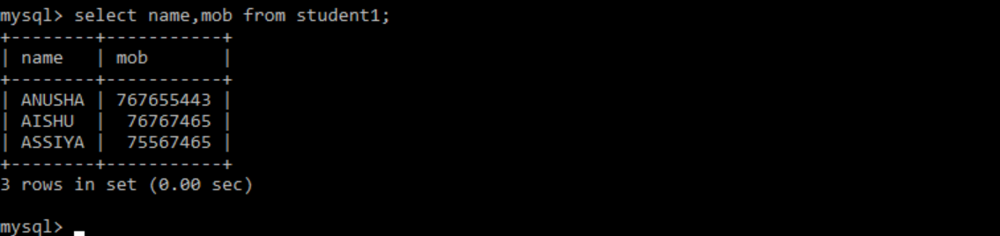 mysql> select name,mob from student1;
+--------+-----------+
| name   | mob       |
+--------+-----------+
| ANUSHA | 767655443 |
| AISHU  |  76767465 |
| ASSIYA |  75567465 |
+--------+-----------+
3 rows in set (0.00 sec)
mysql>